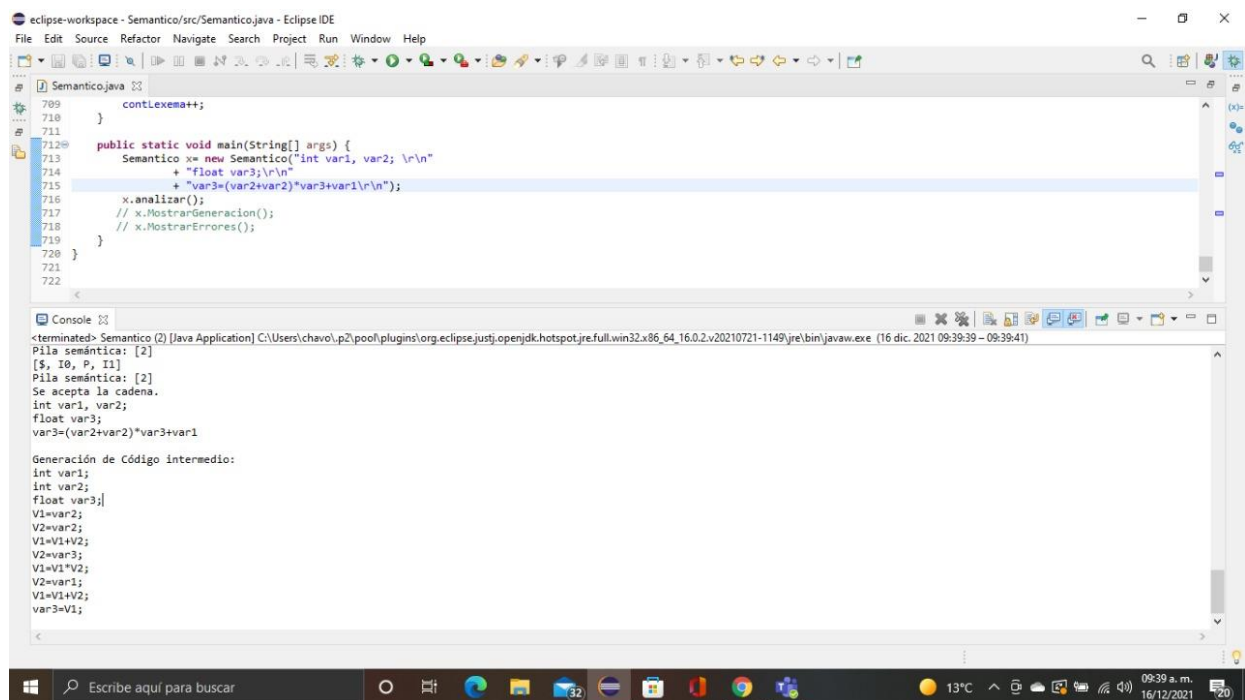 eclipse-workspace - Semantico/src/Semantico.java - Eclipse IDE
File Edit Source Refactor Navigate Search Project Run Window Help
Semantico.java
709 contLexema++;
710 }
711
712 public static void main(String[] args) {
713 Semantico x= new Semantico("int var1, var2; \r\n"
714 + "float var3;\r\n"
715 + "var3=(var2+var2)*var3+var1\r\n");
716 x.analizar();
717 // x.MostrarGeneracion();
718 // x.MostrarErrores();
719 }
720 }
721
722
Console
<terminated> Semantico (2) [Java Application] C:\Users\chavo\.p2\pool\plugins\org.eclipse.justj.openjdk.hotspot.jre.full.win32.x86_64_16.0.2.v20210721-1149\jre\bin\javaw.exe (16 dic. 2021 09:39:39 – 09:39:41)
Pila semántica: [2]
[$, I0, P, I1]
Pila semántica: [2]
Se acepta la cadena.
int var1, var2;
float var3;
var3=(var2+var2)*var3+var1
Generación de Código intermedio:
int var1;
int var2;
float var3;
V1=var2;
V2=var2;
V1=V1+V2;
V2=var3;
V1=V1*V2;
V2=var1;
V1=V1+V2;
var3=V1;
Escribe aquí para buscar
32
13°C
09:39 a. m.
16/12/2021
20